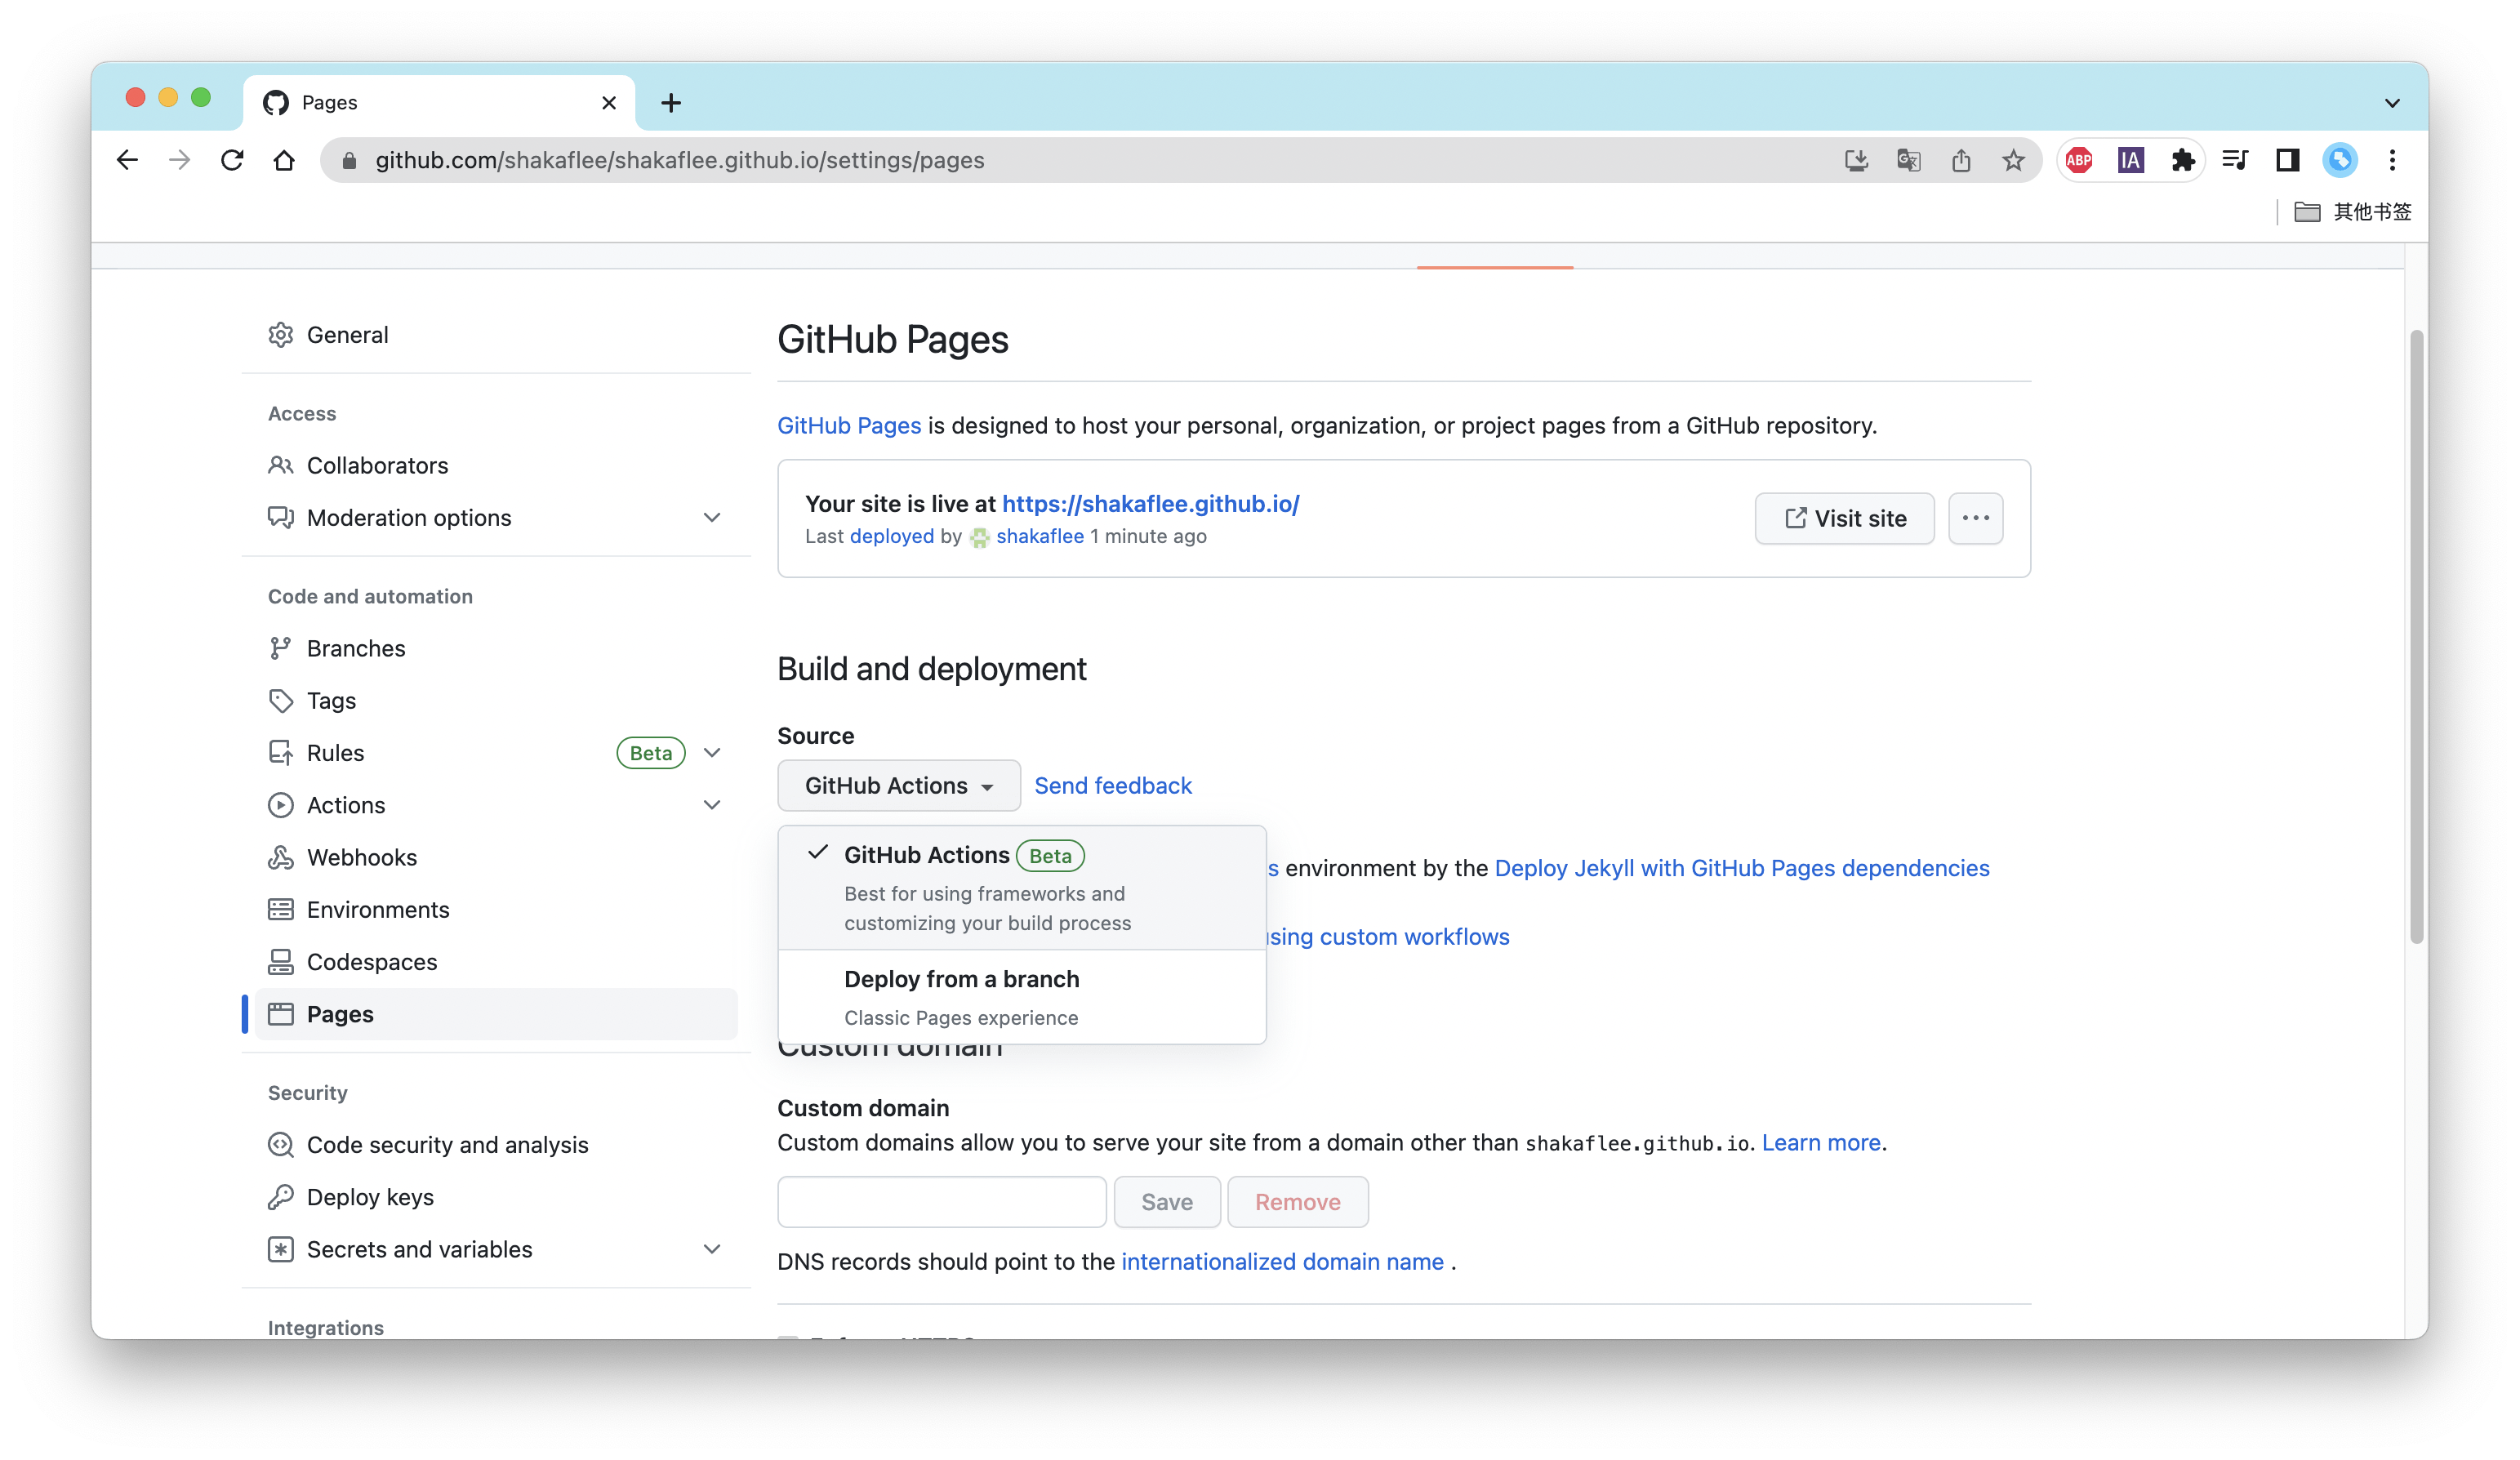 Pages
github.com/shakaflee/shakaflee.github.io/settings/pages
ABP
IA
其他书签
General
Access
Collaborators
Moderation options
Code and automation
Branches
Tags
Rules
Beta
Actions
Webhooks
Environments
Codespaces
Pages
Security
Code security and analysis
Deploy keys
Secrets and variables
Integrations
GitHub Pages
GitHub Pages is designed to host your personal, organization, or project pages from a GitHub repository.
Your site is live at https://shakaflee.github.io/
Last deployed by shakaflee 1 minute ago
Visit site
Build and deployment
Source
GitHub Actions
Send feedback
GitHub Actions Beta
Best for using frameworks and
customizing your build process
Deploy from a branch
Classic Pages experience
s environment by the Deploy Jekyll with GitHub Pages dependencies
using custom workflows
Custom domain
Custom domain
Custom domains allow you to serve your site from a domain other than shakaflee.github.io. Learn more.
Save
Remove
DNS records should point to the internationalized domain name .